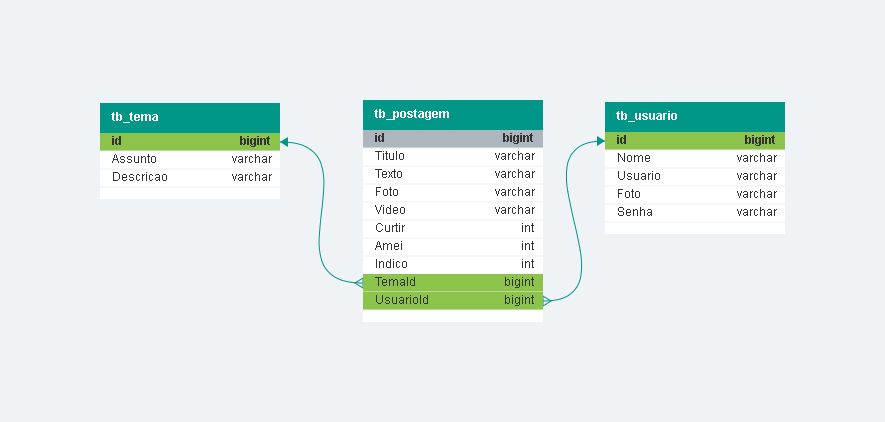 tb_tema
id bigint
Assunto varchar
Descricao varchar
tb_postagem
id bigint
Titulo varchar
Texto varchar
Foto varchar
Video varchar
Curtir int
Amei int
Indico int
TemaId bigint
UsuarioId bigint
tb_usuario
id bigint
Nome varchar
Usuario varchar
Foto varchar
Senha varchar